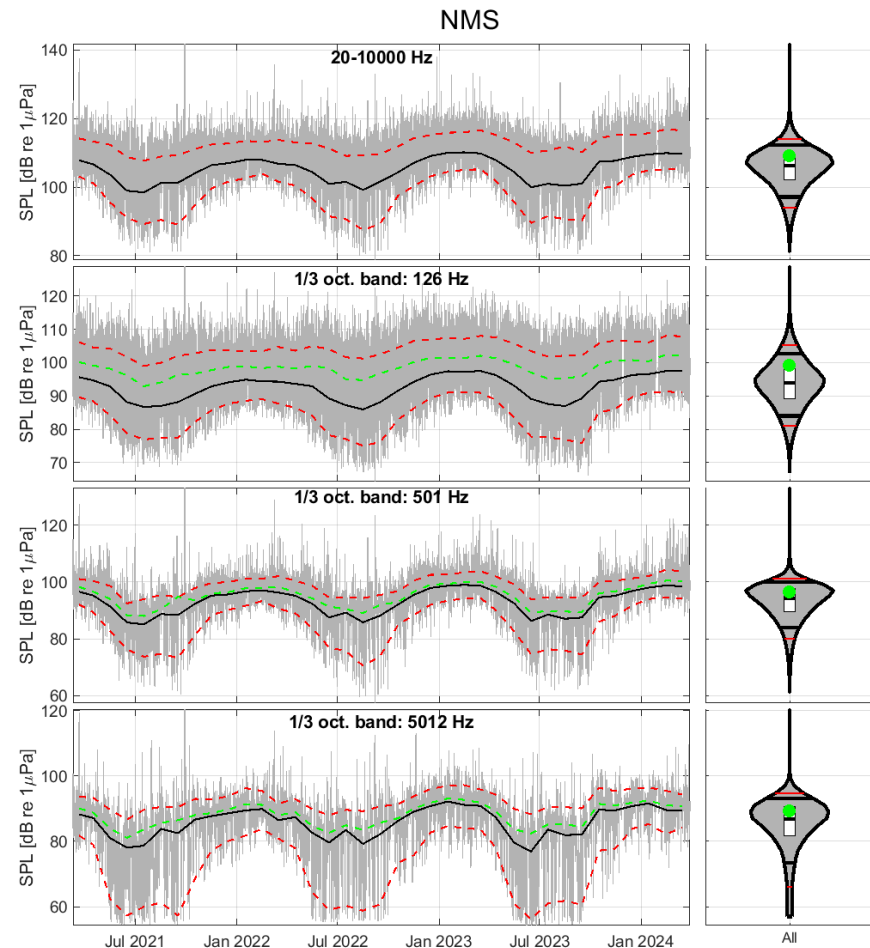 NMS
20-10000 Hz
SPL [dB re 1μPa]
140
120
100
80
1/3 oct. band: 126 Hz
SPL [dB re 1μPa]
120
110
100
90
80
70
1/3 oct. band: 501 Hz
SPL [dB re 1μPa]
120
100
80
60
1/3 oct. band: 5012 Hz
SPL [dB re 1μPa]
120
100
80
60
Jul 2021 Jan 2022 Jul 2022 Jan 2023 Jul 2023 Jan 2024
All